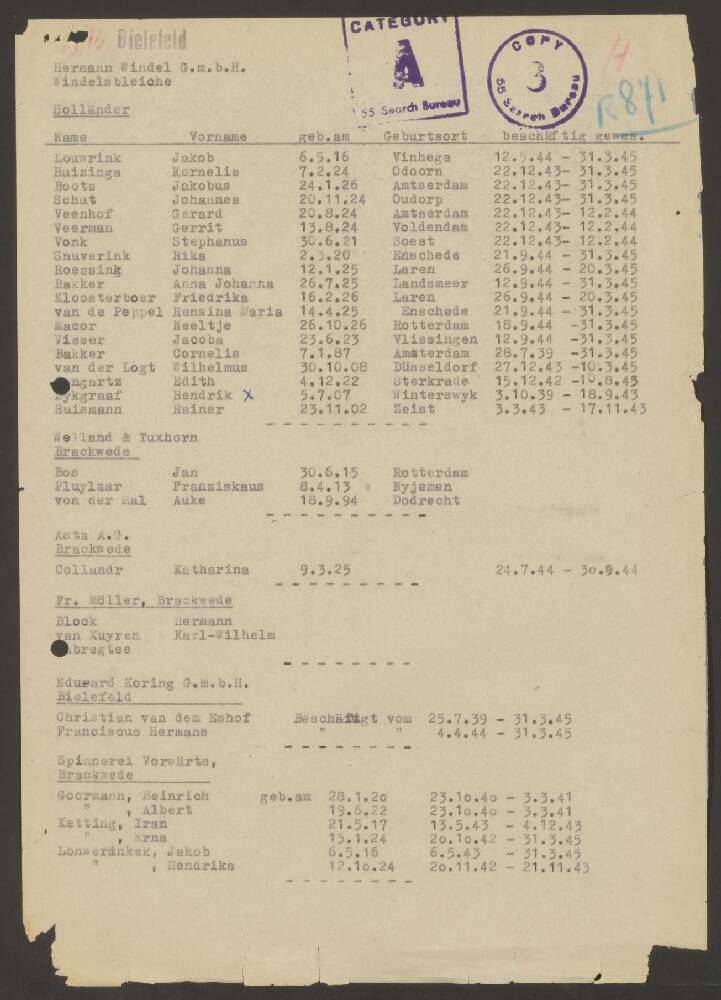 Bielefeld
CATEGORY
A
55 Search Bureau
COPY
3
55 Search Bureau
R871
Hermann Windel G.m.b.H.
Windelsbleiche
Holländer
Name Vorname geb.am Geburtsort beschäftig gewes.
Louwrink Jakob 6.5.16 Vinhega 12.5.44 - 31.3.45
Huizinga Kornelis 7.2.24 Odoorn 22.12.43- 31.3.45
Boots Jakobus 24.1.26 Amtserdam 22.12.43- 31.3.45
Schut Johannes 20.11.24 Oudorp 22.12.43- 31.3.45
Veenhof Gerard 20.8.24 Amtserdam 22.12.43- 12.2.44
Veerman Gerrit 13.8.24 Voldendam 22.12.43- 12.2.44
Vonk Stephanus 30.6.21 Soest 22.12.43- 12.2.44
Snuverink Rika 2.3.20 Enschede 21.9.44 - 31.3.45
Roessing Johanna 12.1.25 Laren 26.9.44 - 20.3.45
Bakker Anna Johanna 26.7.25 Landsmeer 12.9.44 - 31.3.45
Kloosterboer Friedrika 16.2.26 Laren 26.9.44 - 20.3.45
van de Peppel Rensina Maria 14.4.25 Enschede 21.9.44 - 31.3.45
Macor Neeltje 26.10.26 Rotterdam 18.9.44 -31.3.45
Visser Jacoba 23.6.23 Vlissingen 12.9.44 -31.3.45
Bakker Cornelis 7.1.87 Amsterdam 28.7.39 -31.3.45
van der Logt Wilhelmus 30.10.08 Düsseldorf 27.12.43 -10.3.45
ngartz Edith 4.12.22 Sterkrade 15.12.42 -10.8.43
ykgraaf Hendrik x 5.7.07 Winterswyk 3.10.39 - 18.9.43
Huismann Rainer 23.11.02 Zeist 3.3.43 - 17.11.43
Welland & Tuxhorn
Brackwede
Bos Jan 30.6.15 Rotterdam
Pluylaar Franziskaus 8.4.13 Nyjemen
von der Mal Auke 18.9.94 Dodrecht
Asta A.G.
Brackwede
Collandr Katharina 9.3.25 24.7.44 - 30.9.44
Fr. Möller, Brackwede
Block Hermann
van Kuyren Karl-Wilhelm
bregtse
Eduward Koring G.m.b.H.
Bielefeld
Christian van dem Eshof Beschäftigt vom 25.7.39 - 31.3.45
Franciscus Hermans " " 4.4.44 - 31.3.45
Spinnerei Vorwärts,
Brackwede
Goormann, Heinrich geb.am 28.1.20 23.10.40 - 3.3.41
" , Albert 19.6.22 23.10.40 - 3.3.41
Ketting, Iran 21.5.17 13.5.43 - 4.12.43
" , Erna 15.1.24 20.10.42 - 31.3.45
Lonwerinkek, Jakob 6.5.16 6.5.43 - 31.3.45
" , Hendrika 12.10.24 20.11.42 - 21.11.43